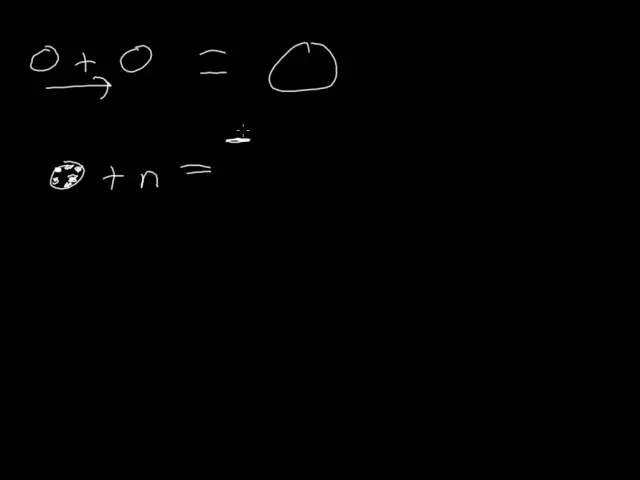 O + O = O
+ n =